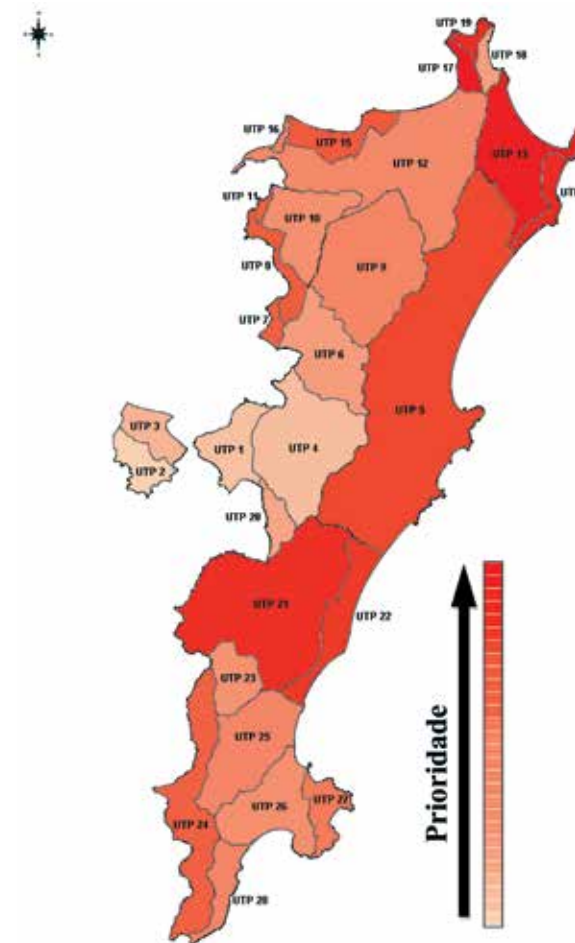 UTP 19
UTP 18
UTP 17
UTP 16
UTP 15
UTP 13
UTP 12
UTP
UTP 11
UTP 10
UTP 8
UTP 9
UTP 7
UTP 6
UTP 5
UTP 3
UTP 1
UTP 4
UTP 2
UTP 20
UTP 21
UTP 22
UTP 23
UTP 25
UTP 27
UTP 26
UTP 24
UTP 28
Prioridade